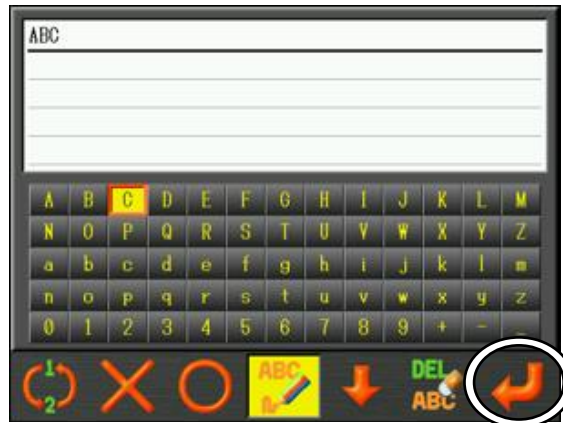 ABC
A B C D E F G H I J K L M
N O P Q R S T U V W X Y Z
a b c d e f g h i j k l m
n o p q r s t u v w x y z
0 1 2 3 4 5 6 7 8 9 + - _
1 2 ABC DEL ABC